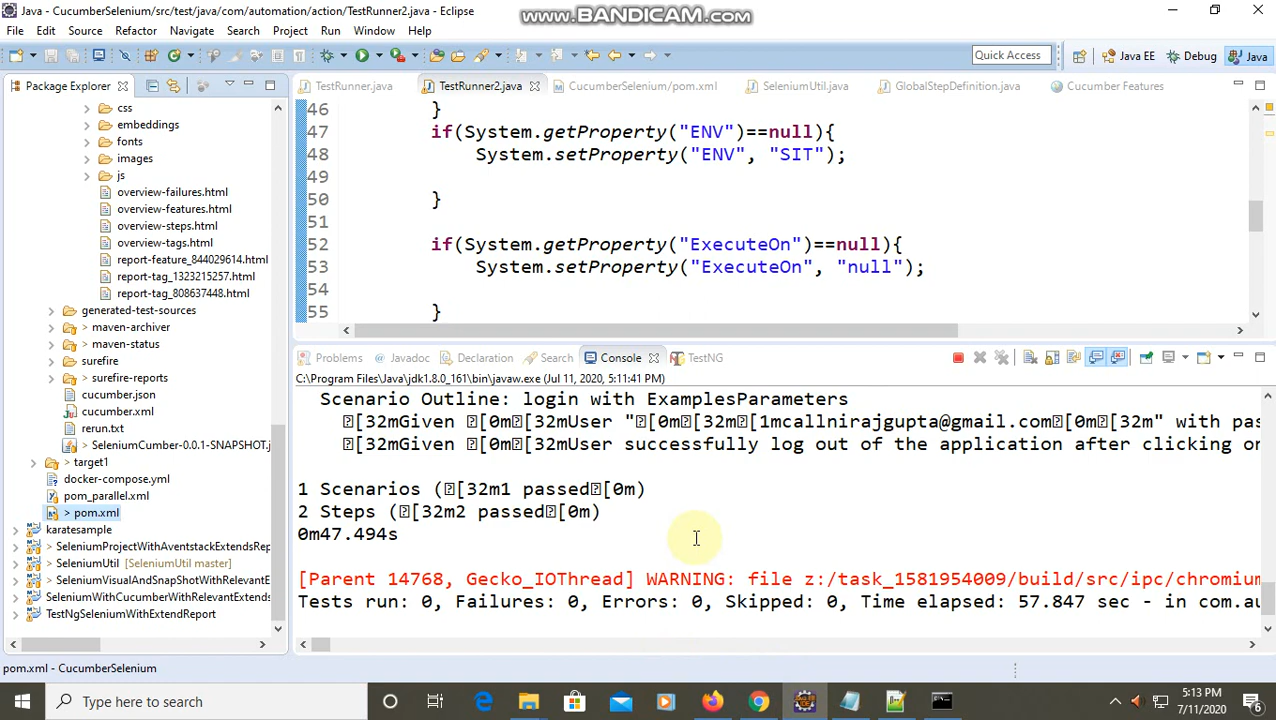 Java - CucumberSelenium/src/test/java/com/automation/action/TestRunner2.java - Eclipse
www.BANDICAM.com
File Edit Source Refactor Navigate Search Project Run Window Help
Quick Access
Java EE
Debug
Java
Package Explorer
css
embeddings
fonts
images
js
overview-failures.html
overview-features.html
overview-steps.html
overview-tags.html
report-feature_844029614.html
report-tag_1323215257.html
report-tag_808637448.html
generated-test-sources
> maven-archiver
> maven-status
surefire
> surefire-reports
cucumber.json
cucumber.xml
rerun.txt
> SeleniumCumber-0.0.1-SNAPSHOT.j
> target1
docker-compose.yml
pom_parallel.xml
> pom.xml
karatesample
> SeleniumProjectWithAventstackExtendsRep
SeleniumUtil [SeleniumUtil master]
> SeleniumVisualAndSnapShotWithRelevantE
SeleniumWithCucumberWithRelevantExtends
TestNgSeleniumWithExtendReport
TestRunner.java
TestRunner2.java
CucumberSelenium/pom.xml
SeleniumUtil.java
GlobalStepDefinition.java
Cucumber Features
46 }
47 if(System.getProperty("ENV")==null){
48 System.setProperty("ENV", "SIT");
49
50 }
51
52 if(System.getProperty("ExecuteOn")==null){
53 System.setProperty("ExecuteOn", "null");
54
55 }
Problems
Javadoc
Declaration
Search
Console
TestNG
C:\Program Files\Java\jdk1.8.0_161\bin\javaw.exe (Jul 11, 2020, 5:11:41 PM)
Scenario Outline: login with ExamplesParameters
[32mGiven [0m[32mUser "[0m[32m[1mcallnirajgupta@gmail.com[0m[32m" with pas
[32mGiven [0m[32mUser successfully log out of the application after clicking on
1 Scenarios ([32m1 passed[0m)
2 Steps ([32m2 passed[0m)
0m47.494s
[Parent 14768, Gecko_IOThread] WARNING: file z:/task_1581954009/build/src/ipc/chromium
Tests run: 0, Failures: 0, Errors: 0, Skipped: 0, Time elapsed: 57.847 sec - in com.au
pom.xml - CucumberSelenium
Type here to search
5:13 PM
7/11/2020
6